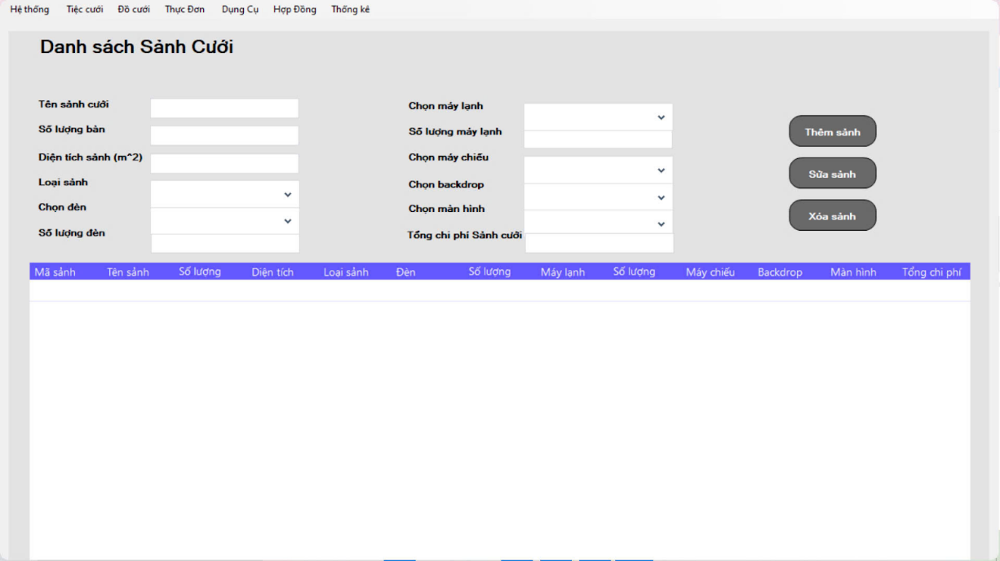 Hệ thống Tiệc cưới Đồ cưới Thực Đơn Dụng Cụ Hợp Đồng Thống kê
Danh sách Sảnh Cưới
Tên sảnh cưới
Số lượng bàn
Diện tích sảnh (m^2)
Loại sảnh
Chọn đèn
Số lượng đèn
Chọn máy lạnh
Số lượng máy lạnh
Chọn máy chiếu
Chọn backdrop
Chọn màn hình
Tổng chi phí Sảnh cưới
Thêm sảnh
Sửa sảnh
Xóa sảnh
Mã sảnh Tên sảnh Số lượng Diện tích Loại sảnh Đèn Số lượng Máy lạnh Số lượng Máy chiếu Backdrop Màn hình Tổng chi phí